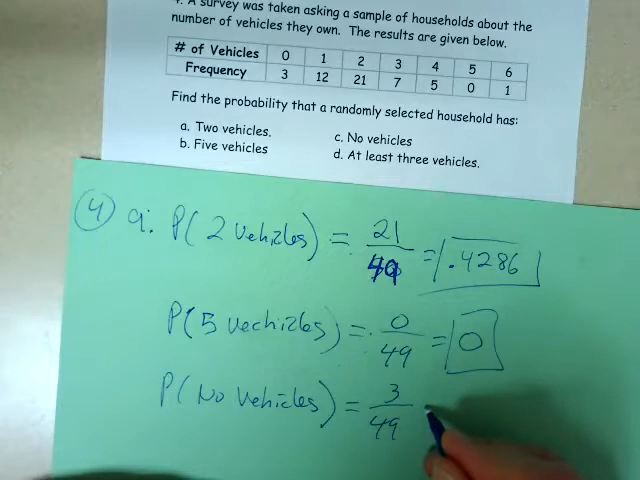 4. A survey was taken asking a sample of households about the
number of vehicles they own. The results are given below.
# of Vehicles 0 1 2 3 4 5 6
Frequency 3 12 21 7 5 0 1
Find the probability that a randomly selected household has:
a. Two vehicles. c. No vehicles
b. Five vehicles d. At least three vehicles.
4 a. P(2 vehicles) = 21/49 = .4286
P(5 vechicles) = 0/49 = 0
P(No vehicles) = 3/49